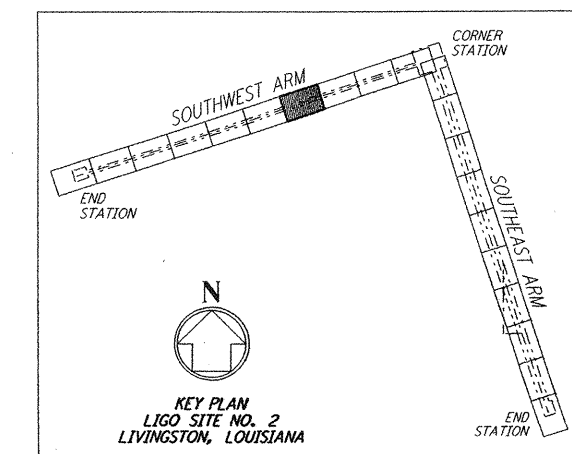 CORNER
STATION
SOUTHWEST ARM
END
STATION
SOUTHEAST ARM
N
KEY PLAN
LIGO SITE NO. 2
LIVINGSTON, LOUISIANA
END
STATION